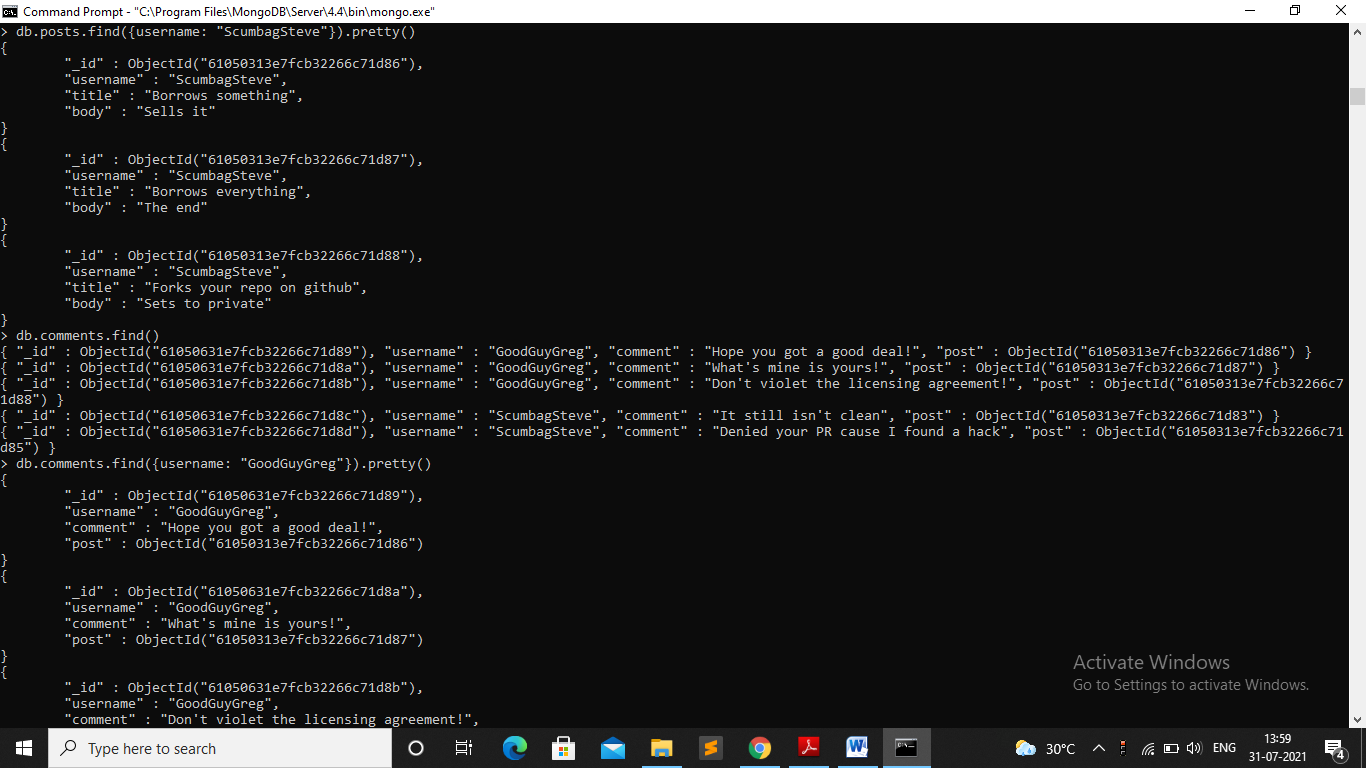 Command Prompt - "C:\Program Files\MongoDB\Server\4.4\bin\mongo.exe"
> db.posts.find({username: "ScumbagSteve"}).pretty()
{
        "_id" : ObjectId("61050313e7fcb32266c71d86"),
        "username" : "ScumbagSteve",
        "title" : "Borrows something",
        "body" : "Sells it"
}
{
        "_id" : ObjectId("61050313e7fcb32266c71d87"),
        "username" : "ScumbagSteve",
        "title" : "Borrows everything",
        "body" : "The end"
}
{
        "_id" : ObjectId("61050313e7fcb32266c71d88"),
        "username" : "ScumbagSteve",
        "title" : "Forks your repo on github",
        "body" : "Sets to private"
}
> db.comments.find()
{ "_id" : ObjectId("61050631e7fcb32266c71d89"), "username" : "GoodGuyGreg", "comment" : "Hope you got a good deal!", "post" : ObjectId("61050313e7fcb32266c71d86") }
{ "_id" : ObjectId("61050631e7fcb32266c71d8a"), "username" : "GoodGuyGreg", "comment" : "What's mine is yours!", "post" : ObjectId("61050313e7fcb32266c71d87") }
{ "_id" : ObjectId("61050631e7fcb32266c71d8b"), "username" : "GoodGuyGreg", "comment" : "Don't violet the licensing agreement!", "post" : ObjectId("61050313e7fcb32266c7
1d88") }
{ "_id" : ObjectId("61050631e7fcb32266c71d8c"), "username" : "ScumbagSteve", "comment" : "It still isn't clean", "post" : ObjectId("61050313e7fcb32266c71d83") }
{ "_id" : ObjectId("61050631e7fcb32266c71d8d"), "username" : "ScumbagSteve", "comment" : "Denied your PR cause I found a hack", "post" : ObjectId("61050313e7fcb32266c71
d85") }
> db.comments.find({username: "GoodGuyGreg"}).pretty()
{
        "_id" : ObjectId("61050631e7fcb32266c71d89"),
        "username" : "GoodGuyGreg",
        "comment" : "Hope you got a good deal!",
        "post" : ObjectId("61050313e7fcb32266c71d86")
}
{
        "_id" : ObjectId("61050631e7fcb32266c71d8a"),
        "username" : "GoodGuyGreg",
        "comment" : "What's mine is yours!",
        "post" : ObjectId("61050313e7fcb32266c71d87")
}
{
        "_id" : ObjectId("61050631e7fcb32266c71d8b"),
        "username" : "GoodGuyGreg",
        "comment" : "Don't violet the licensing agreement!",
Activate Windows
Go to Settings to activate Windows.
Type here to search
30°C
ENG
13:59
31-07-2021
4